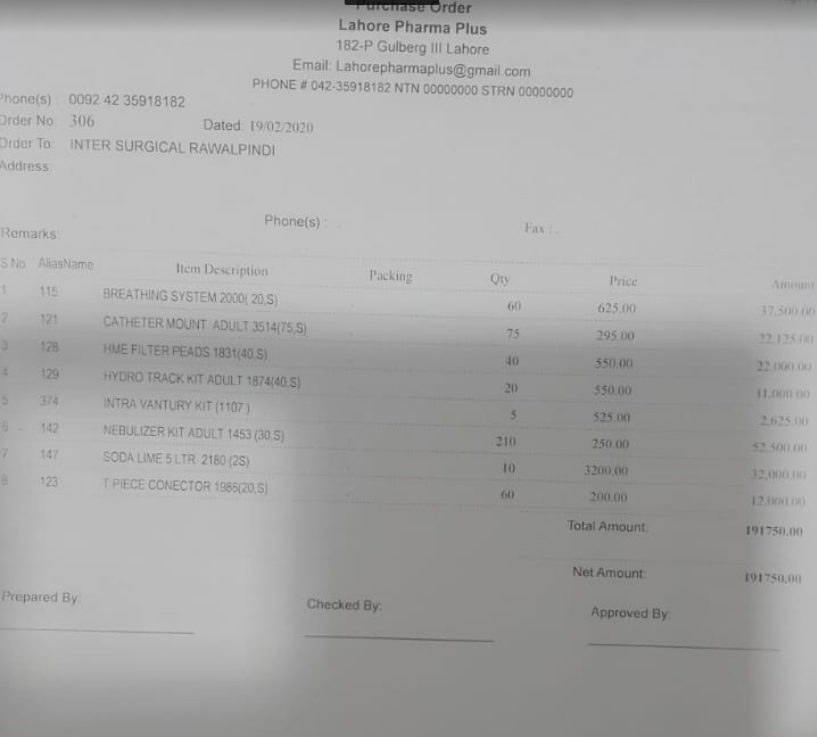 Purchase Order
Lahore Pharma Plus
182-P Gulberg III Lahore
Email: Lahorepharmaplus@gmail.com
PHONE # 042-35918182 NTN 00000000 STRN 00000000
Phone(s) : 0092 42 35918182
Order No: 306 Dated: 19/02/2020
Order To: INTER SURGICAL RAWALPINDI
Address:
Phone(s) : Fax :
Remarks:
S No AliasName Item Description Packing Qty Price Amount
1 115 BREATHING SYSTEM 2000( 20,S) 60 625.00 37,500.00
2 121 CATHETER MOUNT ADULT 3514(75,S) 75 295.00 22,125.00
3 128 HME FILTER PEADS 1831(40,S) 40 550.00 22,000.00
4 129 HYDRO TRACK KIT ADULT 1874(40,S) 20 550.00 11,000.00
5 374 INTRA VANTURY KIT (1107 ) 5 525.00 2,625.00
6 142 NEBULIZER KIT ADULT 1453 (30,S) 210 250.00 52,500.00
7 147 SODA LIME 5 LTR 2180 (2S) 10 3200.00 32,000.00
8 123 T PIECE CONECTOR 1986(20,S) 60 200.00 12,000.00
Total Amount: 191750.00
Net Amount: 191750.00
Prepared By: Checked By: Approved By: